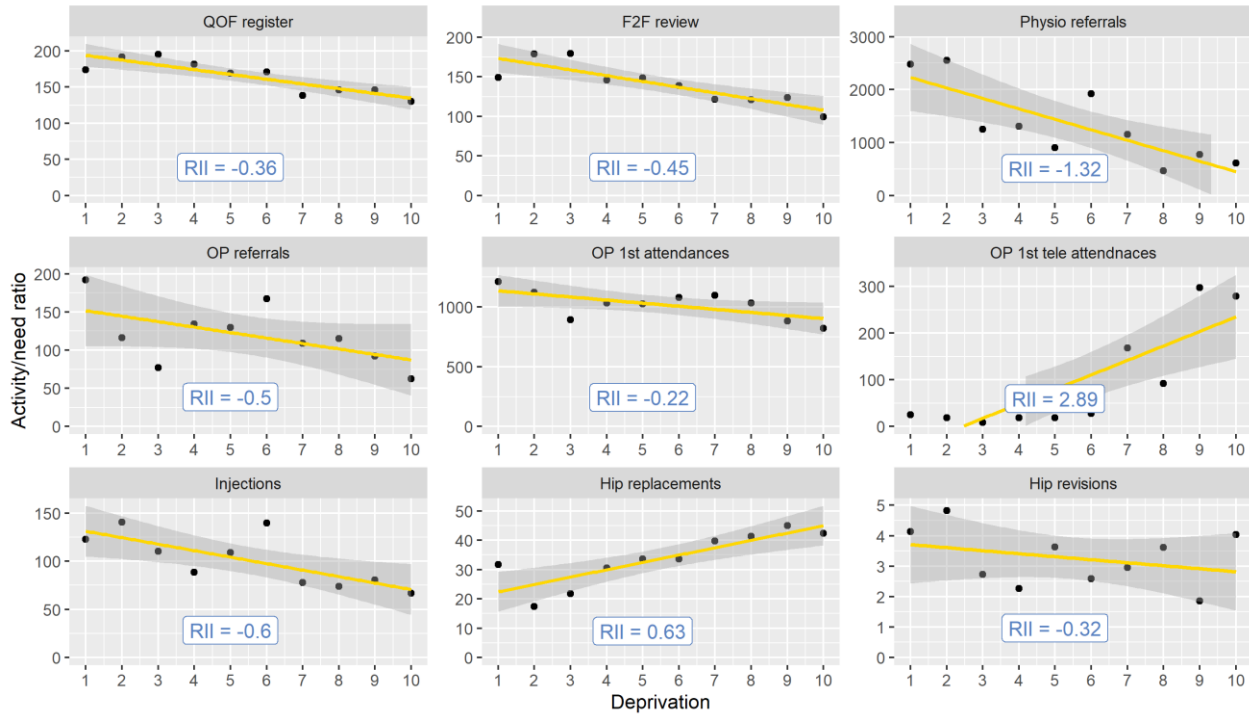 QOF register
F2F review
Physio referrals
200
150
100
50
0
RII = -0.36
1 2 3 4 5 6 7 8 9 10
200
150
100
50
0
RII = -0.45
1 2 3 4 5 6 7 8 9 10
3000
2000
1000
0
RII = -1.32
1 2 3 4 5 6 7 8 9 10
Activity/need ratio
OP referrals
OP 1st attendances
OP 1st tele attendnaces
200
150
100
50
0
RII = -0.5
1 2 3 4 5 6 7 8 9 10
1000
500
0
RII = -0.22
1 2 3 4 5 6 7 8 9 10
300
200
100
0
RII = 2.89
1 2 3 4 5 6 7 8 9 10
Injections
Hip replacements
Hip revisions
150
100
50
0
RII = -0.6
1 2 3 4 5 6 7 8 9 10
50
40
30
20
10
0
RII = 0.63
1 2 3 4 5 6 7 8 9 10
5
4
3
2
1
0
RII = -0.32
1 2 3 4 5 6 7 8 9 10
Deprivation